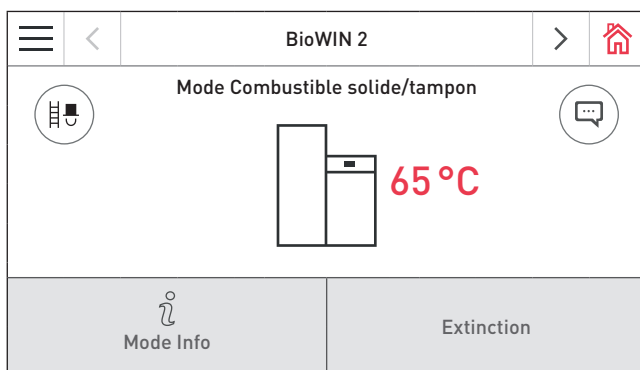 BioWIN 2
Mode Combustible solide/tampon
65 °C
Mode Info
Extinction